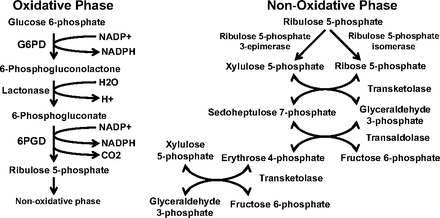 Oxidative Phase
Glucose 6-phosphate
G6PD
NADP+
NADPH
6-Phosphogluconolactone
Lactonase
H2O
H+
6-Phosphogluconate
6PGD
NADP+
NADPH
CO2
Ribulose 5-phosphate
Non-oxidative phase
Non-Oxidative Phase
Ribulose 5-phosphate
Ribulose 5-phosphate
3-epimerase
Ribulose 5-phosphate
isomerase
Xylulose 5-phosphate
Ribose 5-phosphate
Transketolase
Sedoheptulose 7-phosphate
Glyceraldehyde
3-phosphate
Transaldolase
Xylulose
5-phosphate
Erythrose 4-phosphate
Fructose 6-phosphate
Transketolase
Glyceraldehyde
3-phosphate
Fructose 6-phosphate